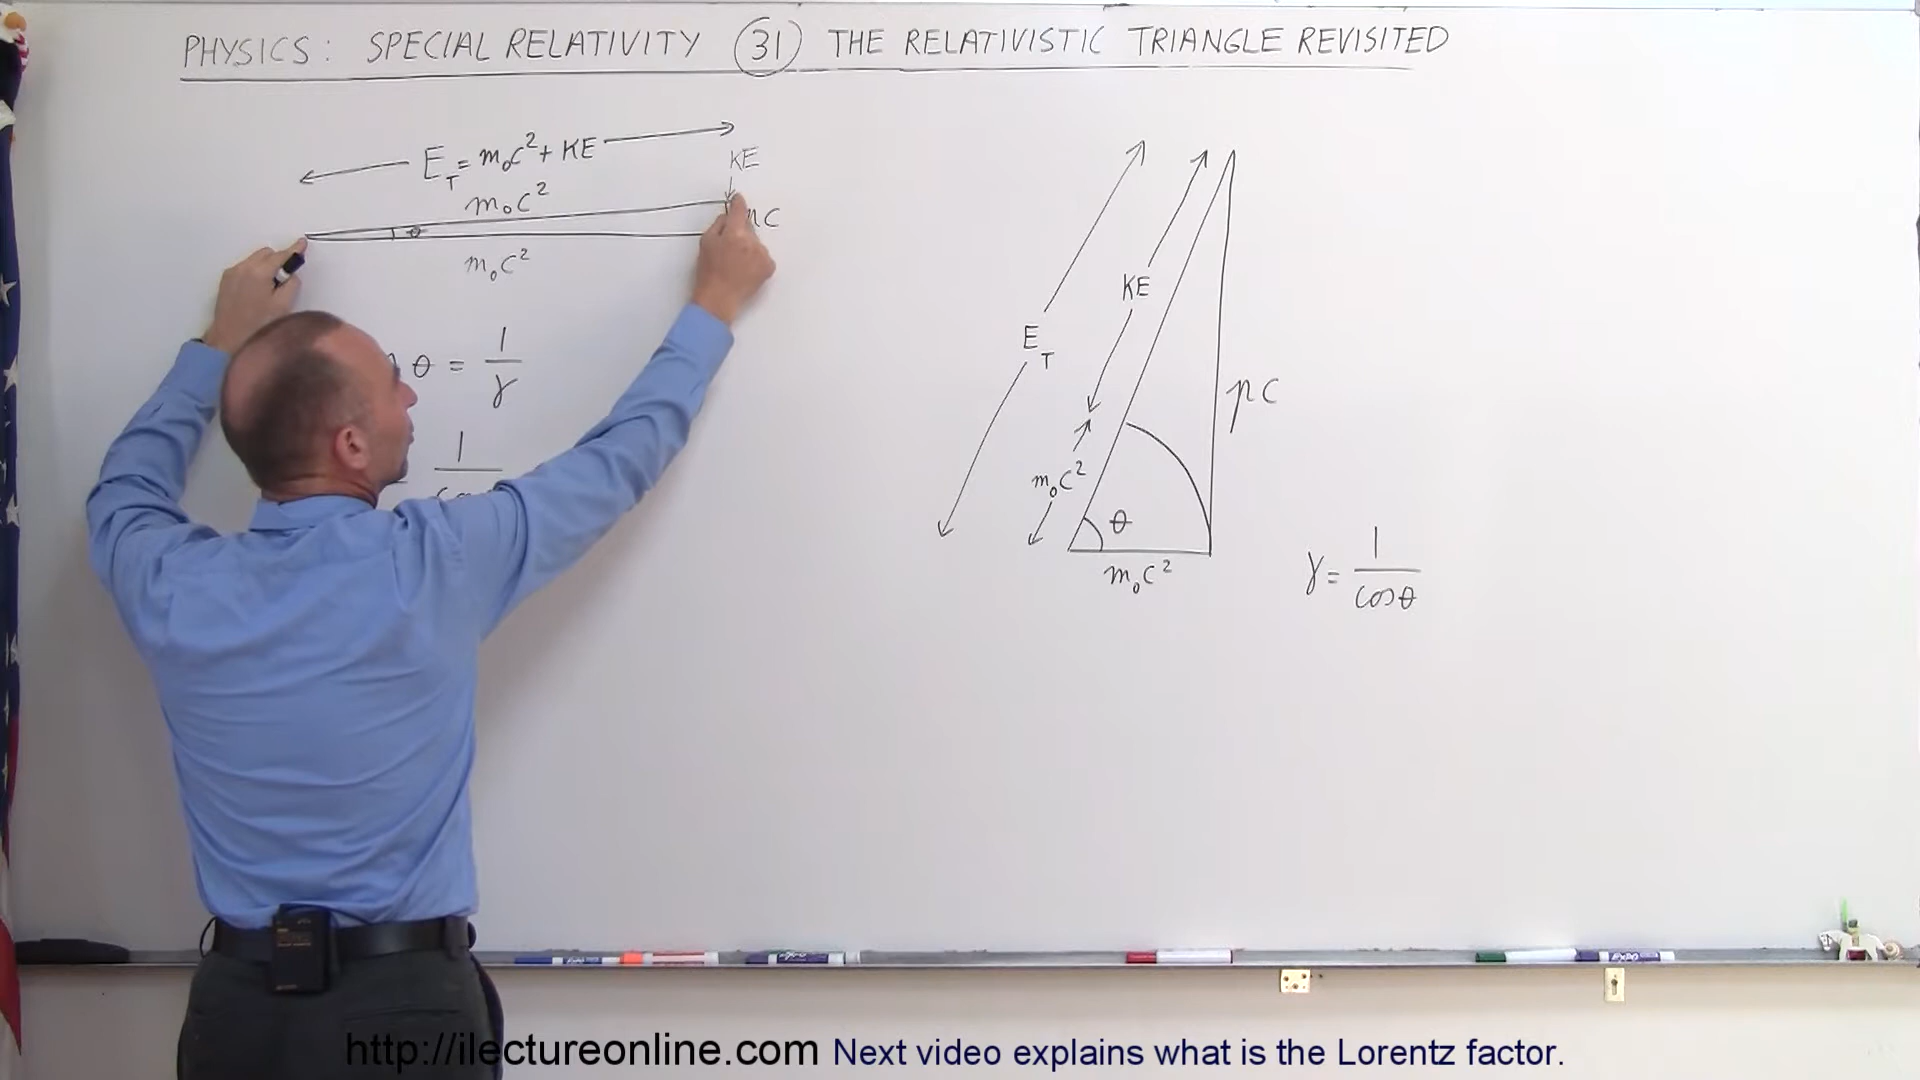 PHYSICS: SPECIAL RELATIVITY 31 THE RELATIVISTIC TRIANGLE REVISITED
E_T = m₀c² + KE
KE
m₀c²
θ
c
m₀c²
θ = 1/γ
1
E_T
KE
m₀c²
θ
m₀c²
pc
γ = 1/cosθ
http://ilectureonline.com Next video explains what is the Lorentz factor.